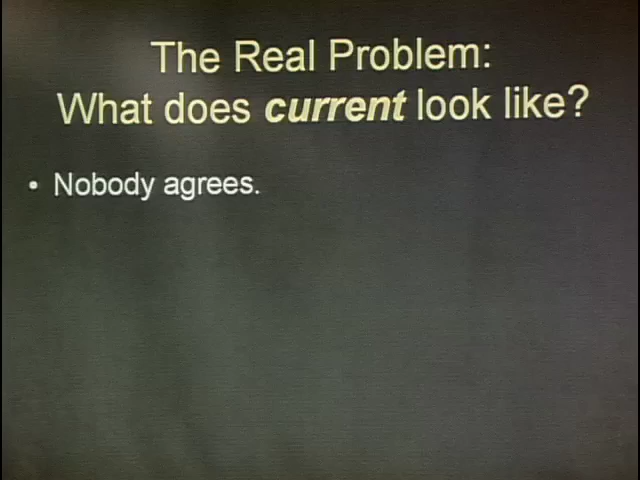 The Real Problem:
What does current look like?
• Nobody agrees.